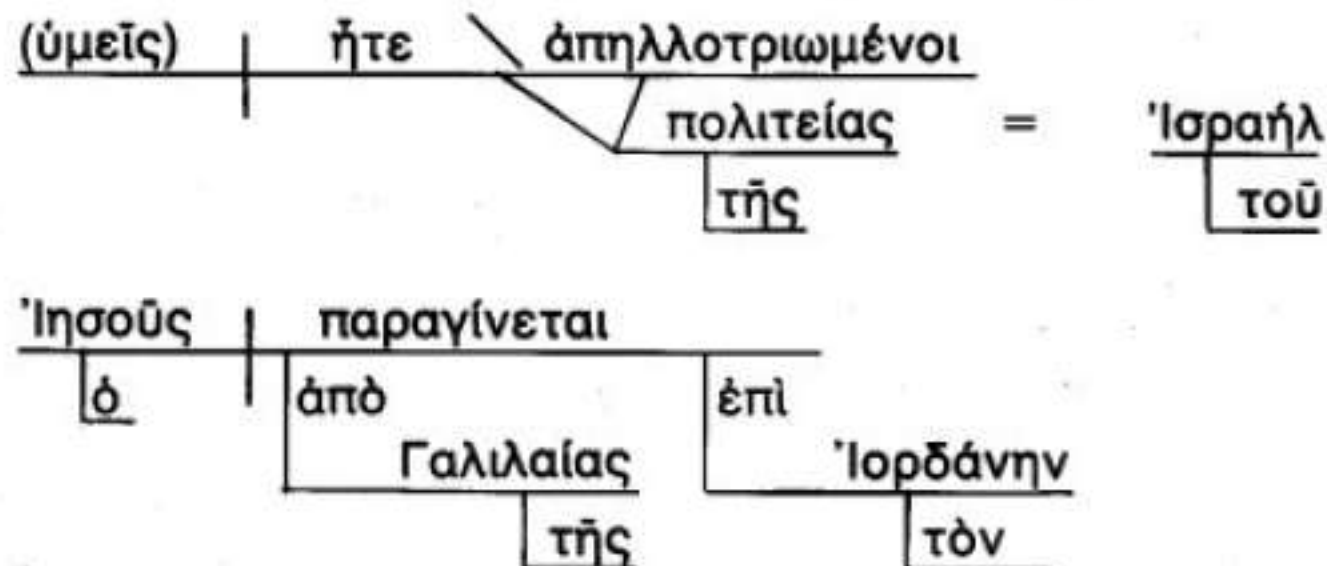 (ὑμεῖς) ἦτε ἀπηλλοτριωμένοι
πολιτείας = Ἰσραήλ
τῆς τοῦ
Ἰησοῦς παραγίνεται
ὁ ἀπὸ ἐπὶ
Γαλιλαίας Ἰορδάνην
τῆς τὸν